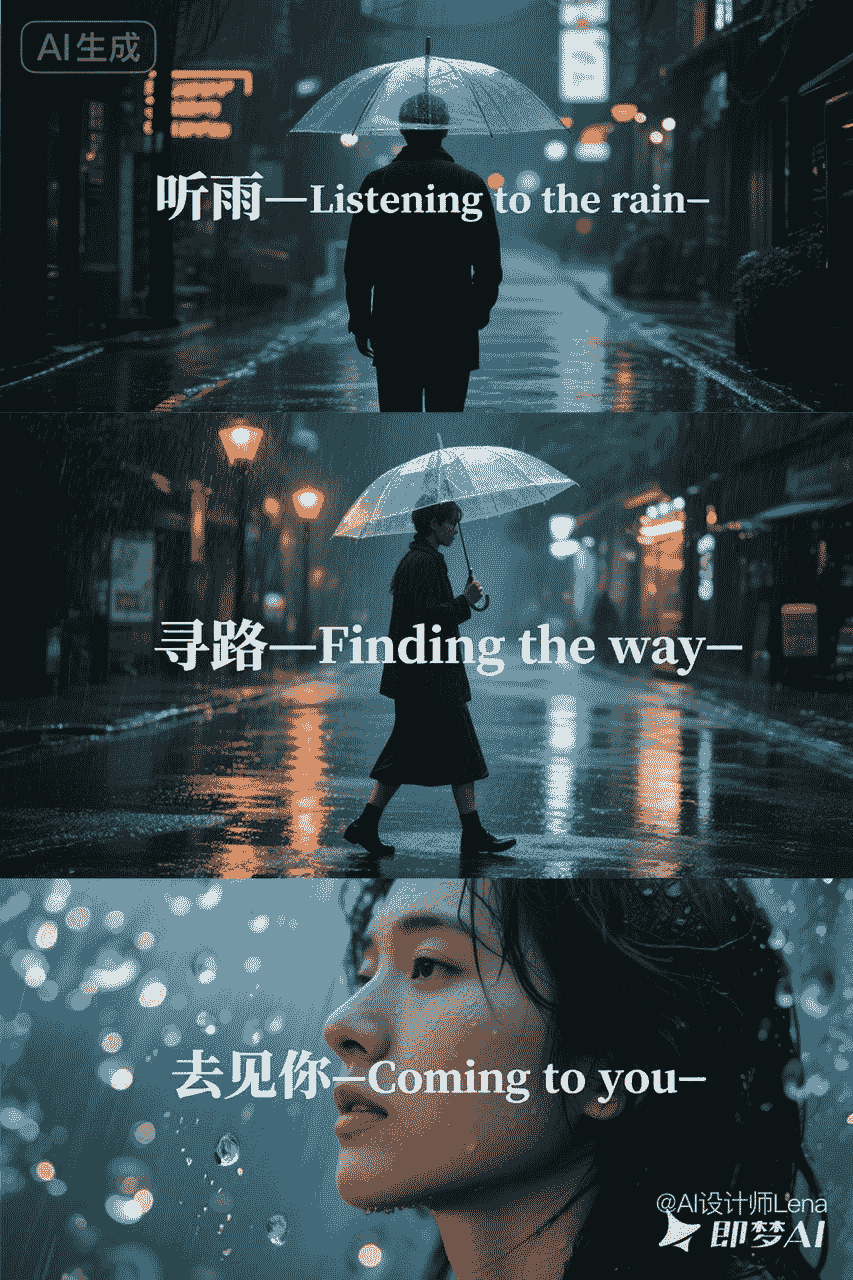 AI生成
听雨—Listening to the rain—
寻路—Finding the way—
去见你—Coming to you—
@AI设计师Lena
即梦AI